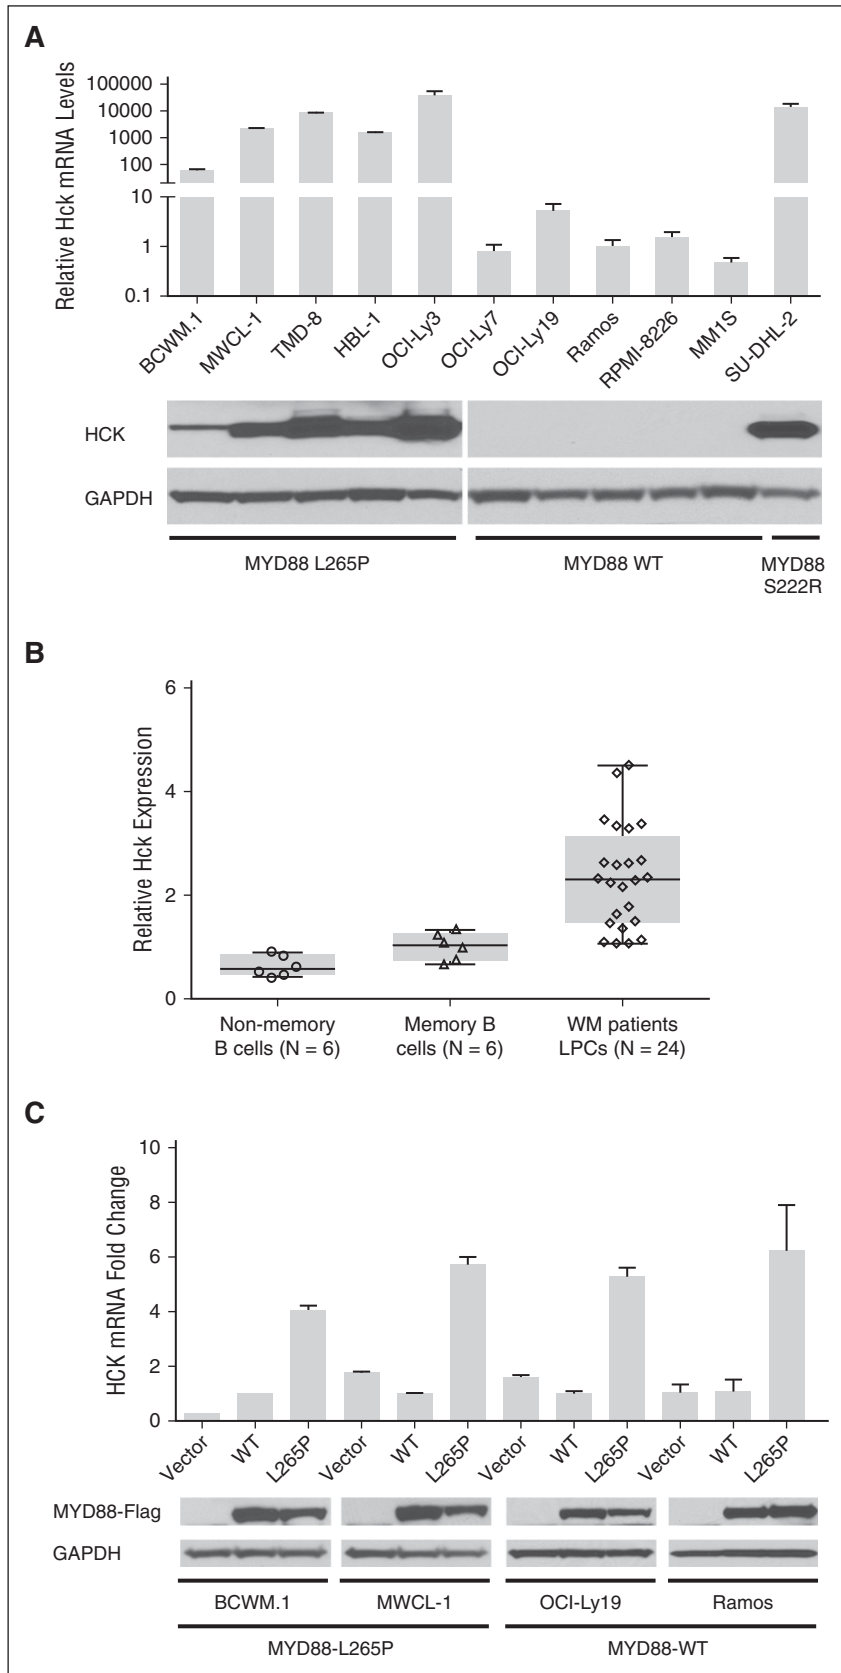 A
Relative Hck mRNA Levels
100000
10000
1000
100
10
1
0.1
BCWM.1
MWCL-1
TMD-8
HBL-1
OCI-Ly3
OCI-Ly7
OCI-Ly19
Ramos
RPMI-8226
MM1S
SU-DHL-2
HCK
GAPDH
MYD88 L265P
MYD88 WT
MYD88
S222R
B
Relative Hck Expression
6
4
2
0
Non-memory
B cells (N = 6)
Memory B
cells (N = 6)
WM patients
LPCs (N = 24)
C
HCK mRNA Fold Change
10
8
6
4
2
0
Vector
WT
L265P
Vector
WT
L265P
Vector
WT
L265P
Vector
WT
L265P
MYD88-Flag
GAPDH
BCWM.1
MWCL-1
OCI-Ly19
Ramos
MYD88-L265P
MYD88-WT